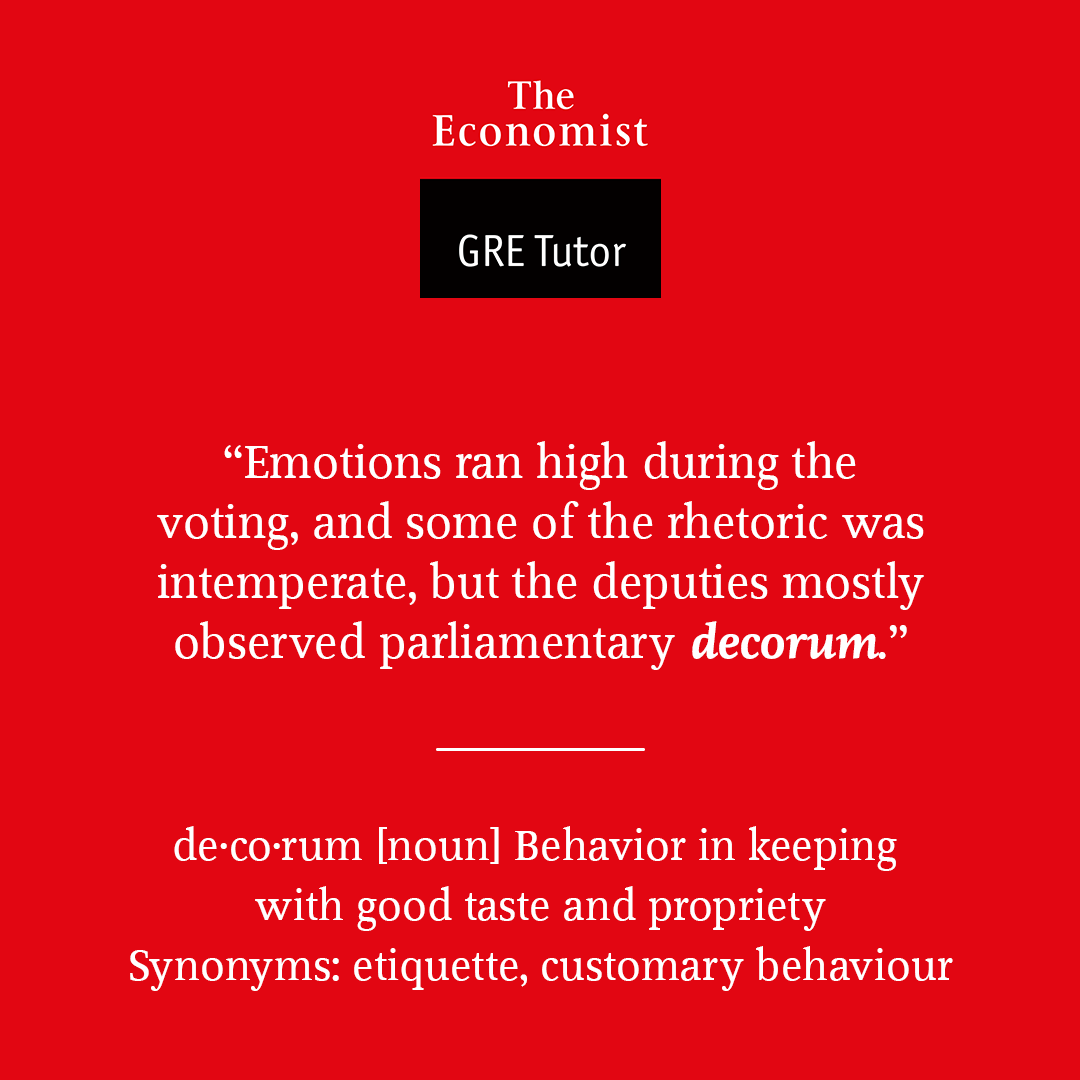 The
Economist
GRE Tutor
“Emotions ran high during the
voting, and some of the rhetoric was
intemperate, but the deputies mostly
observed parliamentary decorum.”
de·co·rum [noun] Behavior in keeping
with good taste and propriety
Synonyms: etiquette, customary behaviour